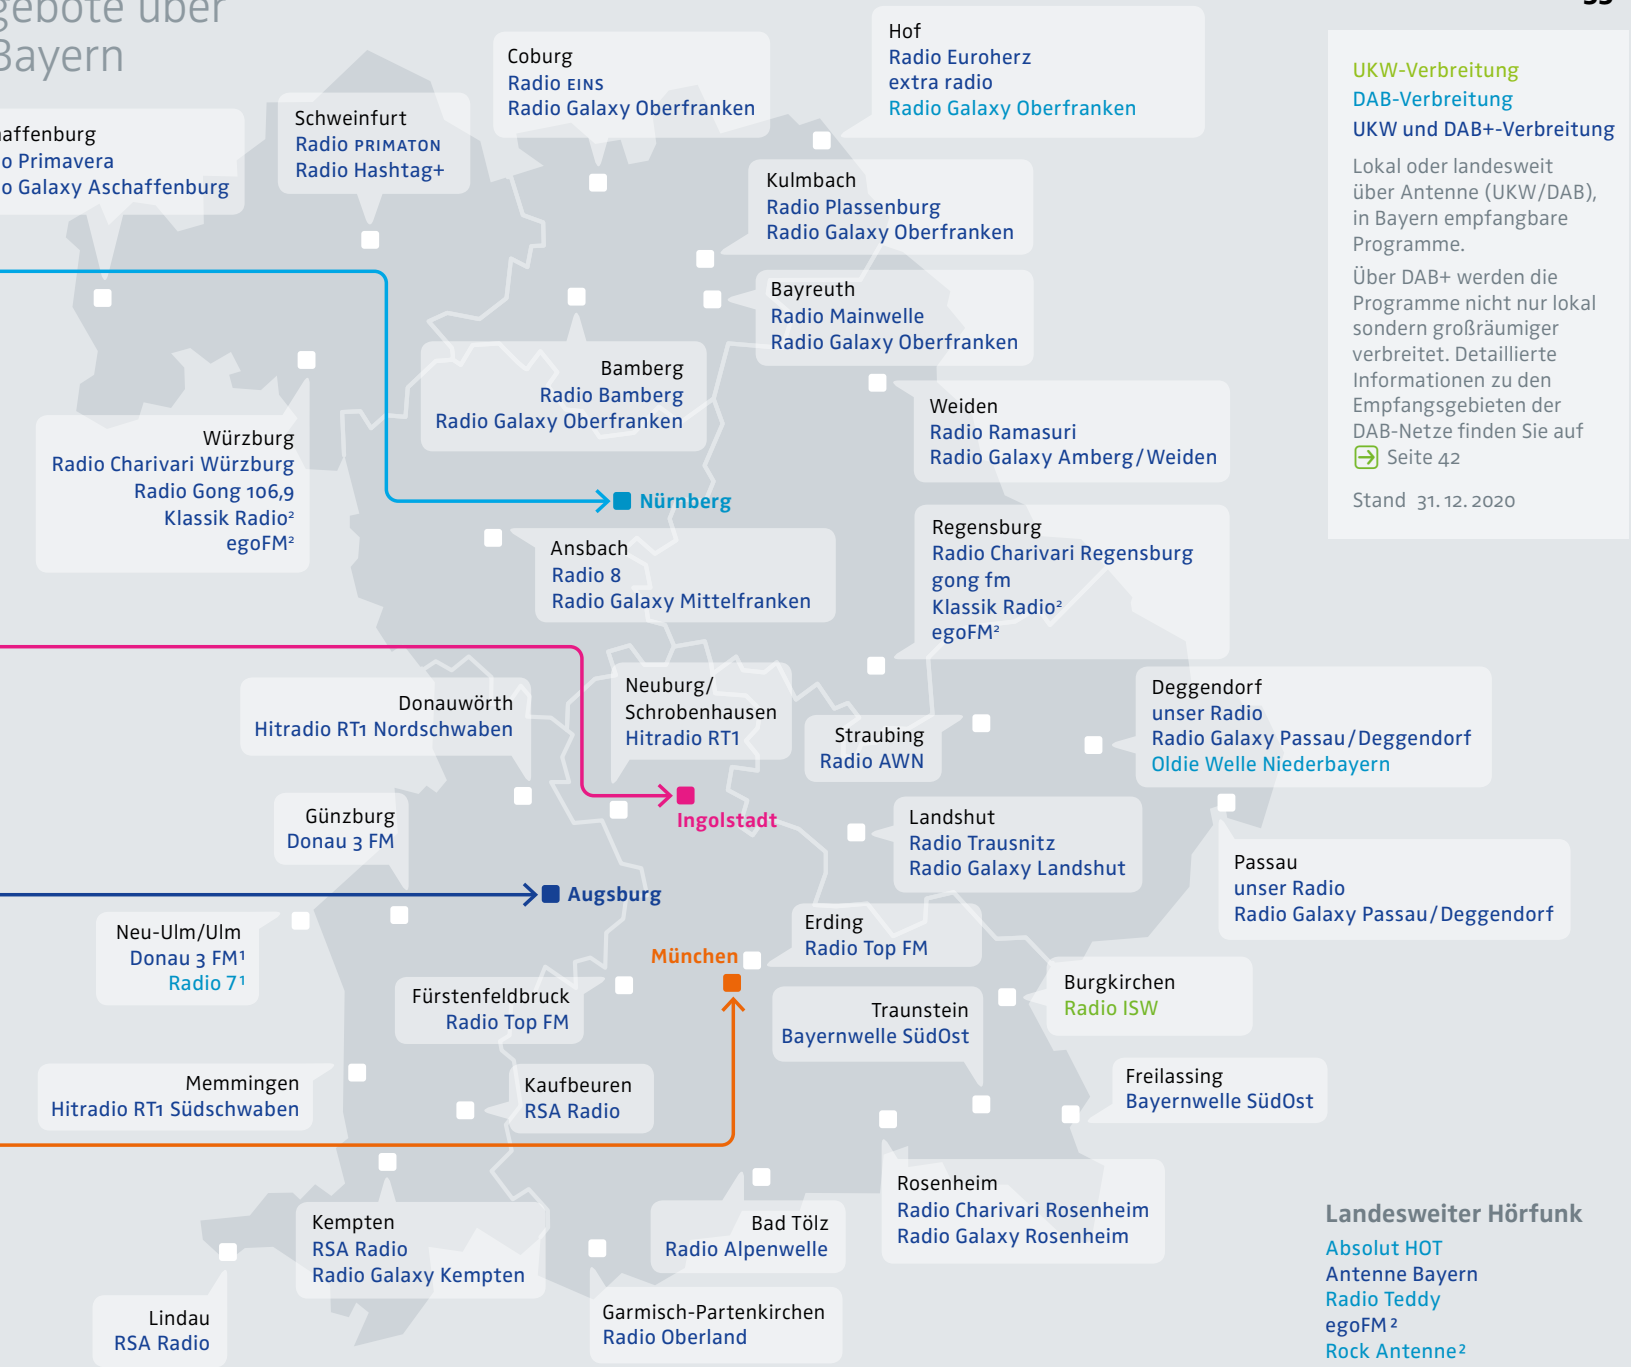 über
Bayern
Coburg
Radio EINS
Radio Galaxy Oberfranken
Hof
Radio Euroherz
extra radio
Radio Galaxy Oberfranken
UKW-Verbreitung
DAB-Verbreitung
UKW und DAB+-Verbreitung
Lokal oder landesweit
über Antenne (UKW/DAB),
in Bayern empfangbare
Programme.
Über DAB+ werden die
Programme nicht nur lokal
sondern großräumiger
verbreitet. Detaillierte
Informationen zu den
Empfangsgebieten der
DAB-Netze finden Sie auf
Seite 42
Stand 31. 12. 2020
affenburg
o Primavera
o Galaxy Aschaffenburg
Schweinfurt
Radio PRIMATON
Radio Hashtag+
Kulmbach
Radio Plassenburg
Radio Galaxy Oberfranken
Bayreuth
Radio Mainwelle
Radio Galaxy Oberfranken
Bamberg
Radio Bamberg
Radio Galaxy Oberfranken
Weiden
Radio Ramasuri
Radio Galaxy Amberg/Weiden
Würzburg
Radio Charivari Würzburg
Radio Gong 106,9
Klassik Radio²
egoFM²
Nürnberg
Ansbach
Radio 8
Radio Galaxy Mittelfranken
Regensburg
Radio Charivari Regensburg
gong fm
Klassik Radio²
egoFM²
Donauwörth
Hitradio RT1 Nordschwaben
Neuburg/
Schrobenhausen
Hitradio RT1
Straubing
Radio AWN
Deggendorf
unser Radio
Radio Galaxy Passau/Deggendorf
Oldie Welle Niederbayern
Günzburg
Donau 3 FM
Ingolstadt
Landshut
Radio Trausnitz
Radio Galaxy Landshut
Passau
unser Radio
Radio Galaxy Passau/Deggendorf
Augsburg
Neu-Ulm/Ulm
Donau 3 FM¹
Radio 7¹
München
Erding
Radio Top FM
Fürstenfeldbruck
Radio Top FM
Traunstein
Bayernwelle SüdOst
Burgkirchen
Radio ISW
Memmingen
Hitradio RT1 Südschwaben
Kaufbeuren
RSA Radio
Freilassing
Bayernwelle SüdOst
Kempten
RSA Radio
Radio Galaxy Kempten
Bad Tölz
Radio Alpenwelle
Rosenheim
Radio Charivari Rosenheim
Radio Galaxy Rosenheim
Lindau
RSA Radio
Garmisch-Partenkirchen
Radio Oberland
Landesweiter Hörfunk
Absolut HOT
Antenne Bayern
Radio Teddy
egoFM²
Rock Antenne²